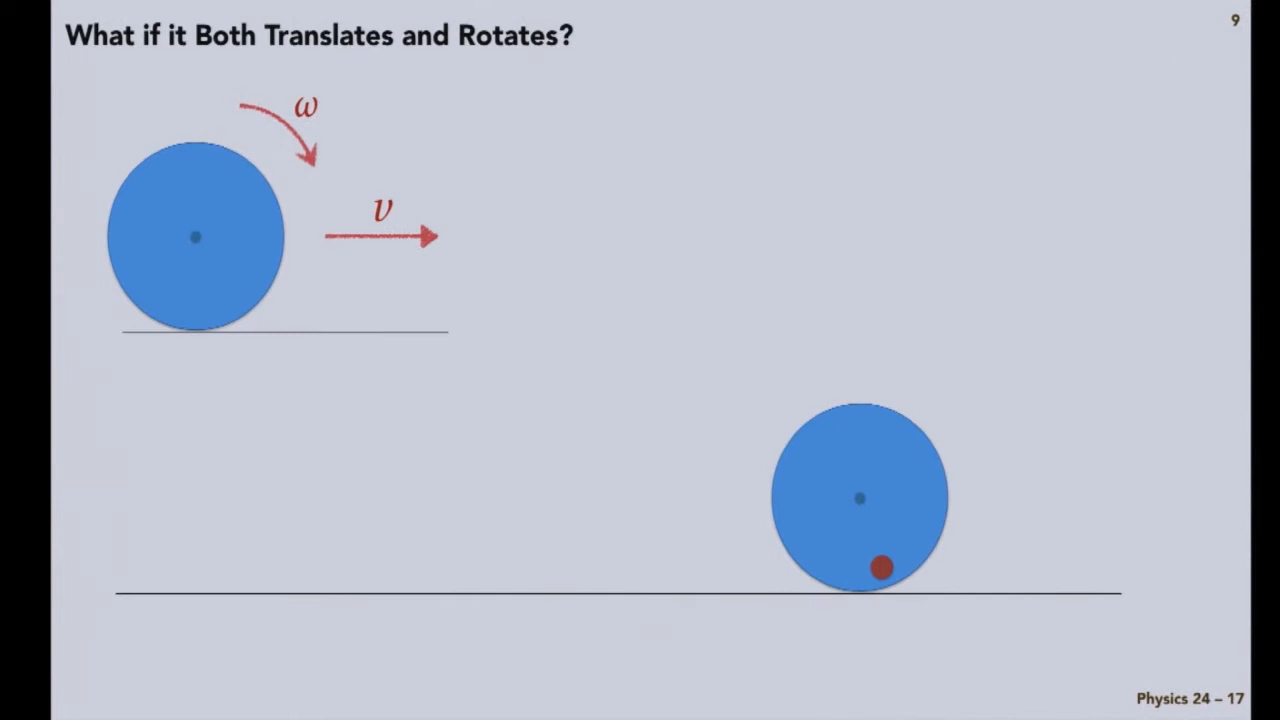 What if it Both Translates and Rotates?
9
ω
v
Physics 24 – 17